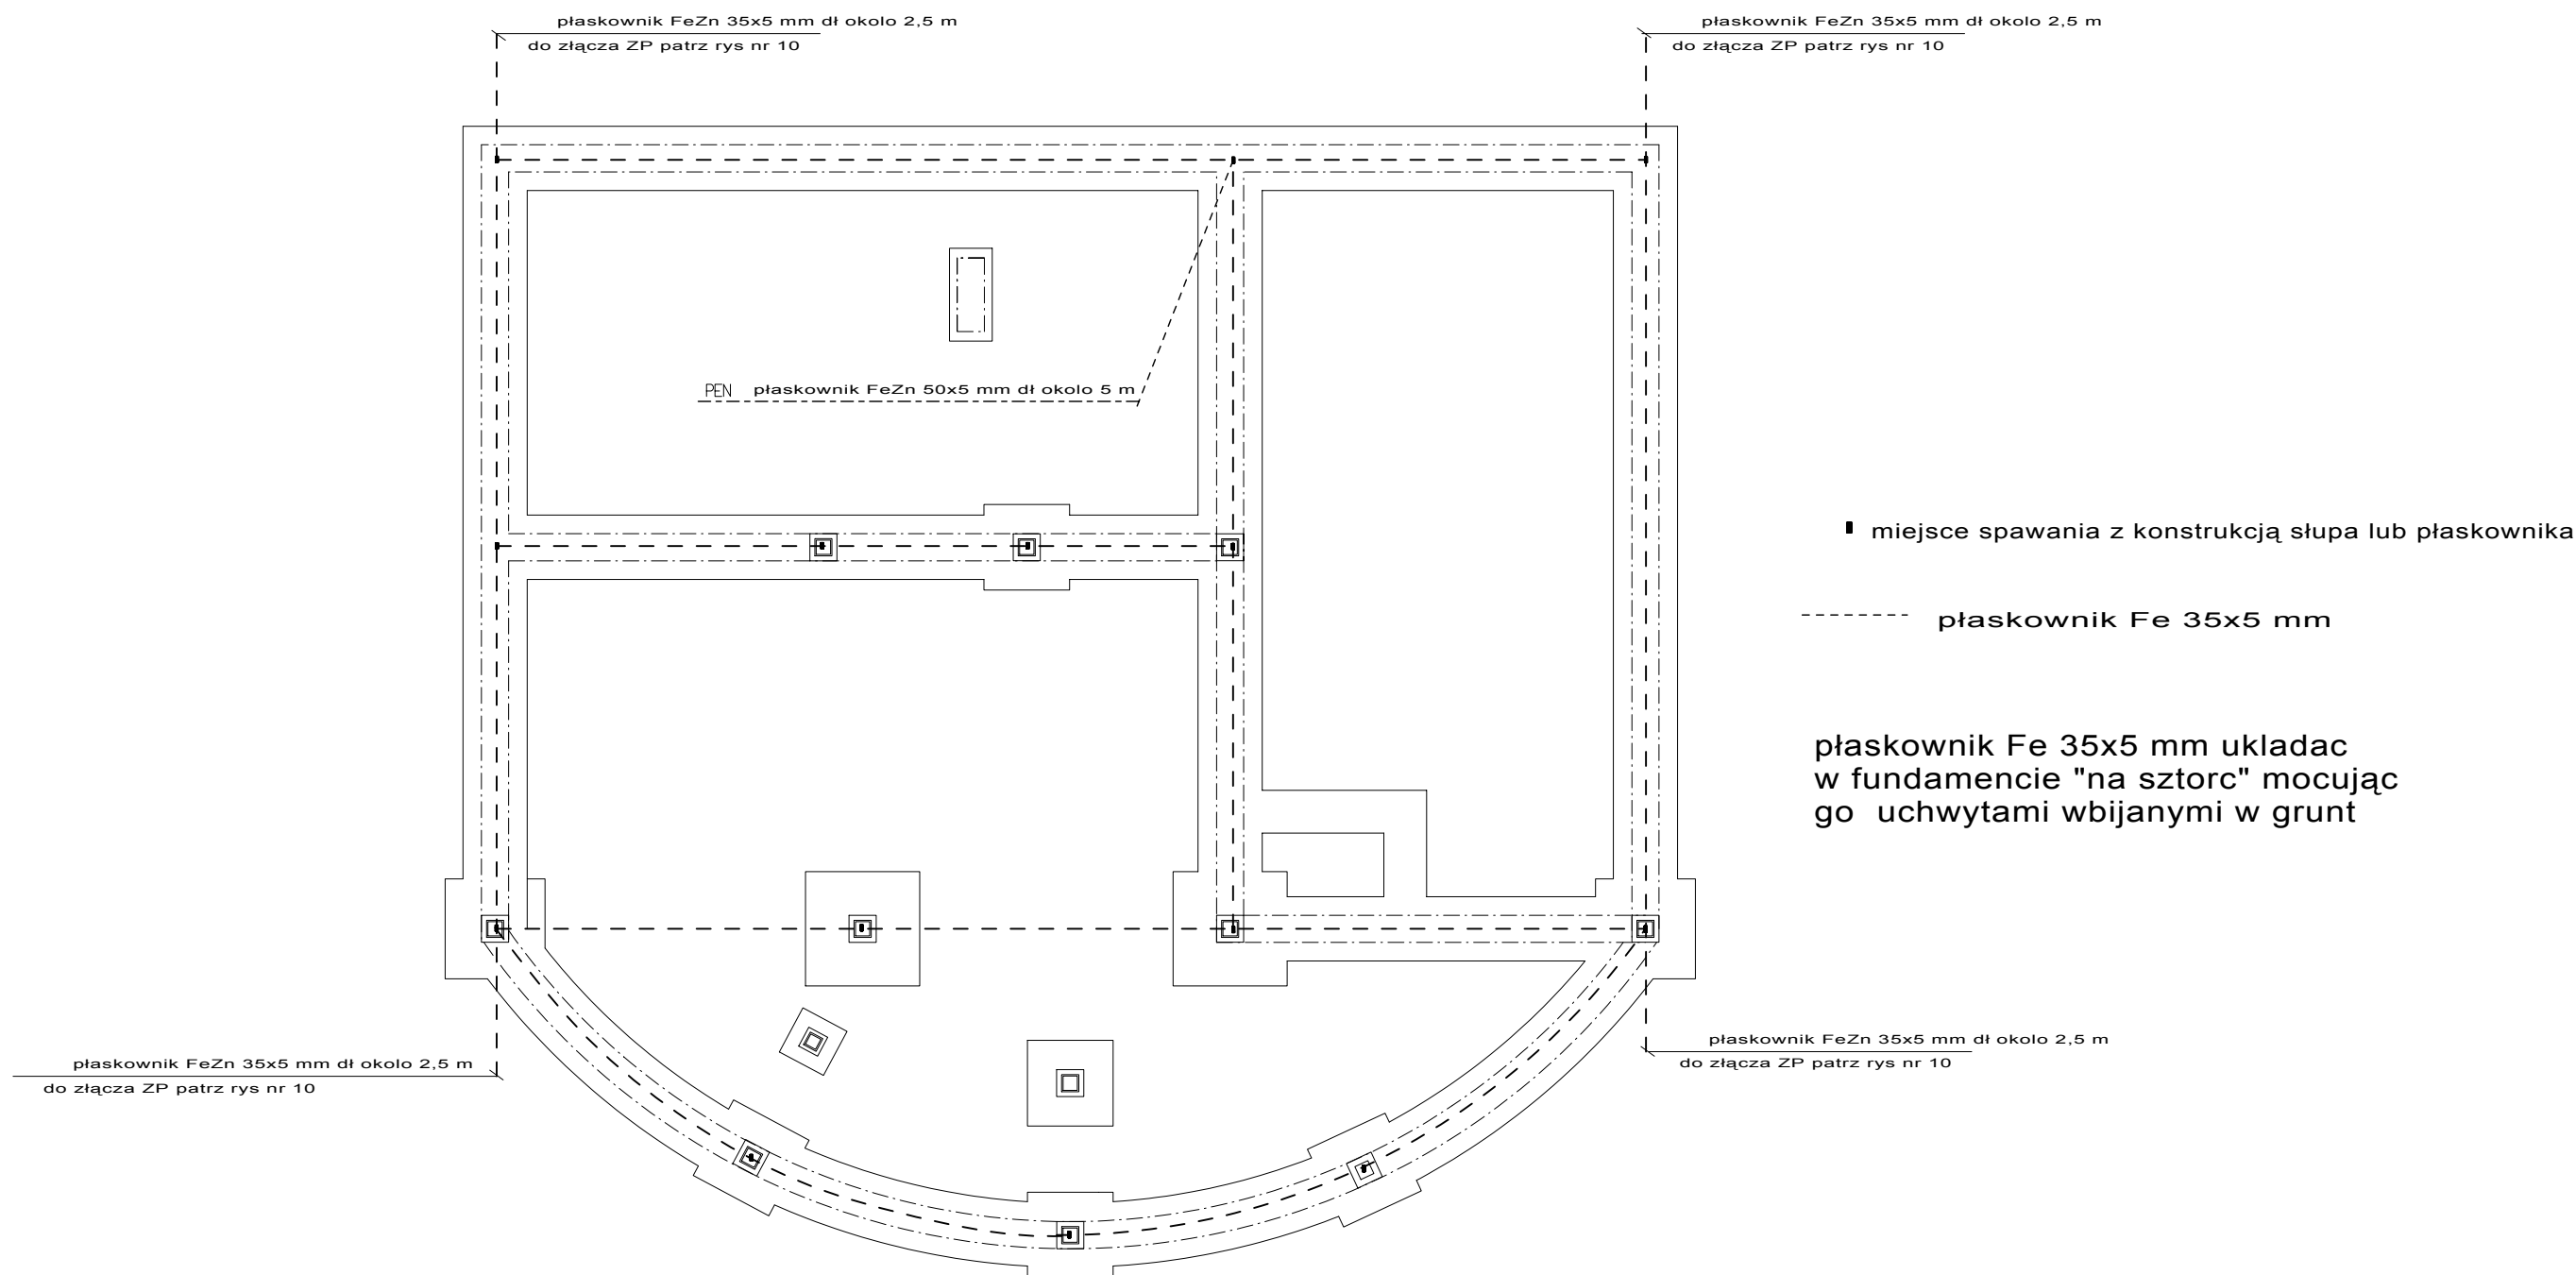 płaskownik FeZn 35x5 mm dł okolo 2,5 m
do złącza ZP patrz rys nr 10
płaskownik FeZn 35x5 mm dł okolo 2,5 m
do złącza ZP patrz rys nr 10
PEN płaskownik FeZn 50x5 mm dł okolo 5 m
miejsce spawania z konstrukcją słupa lub płaskownika
płaskownik Fe 35x5 mm
płaskownik Fe 35x5 mm ukladac
w fundamencie "na sztorc" mocując
go uchwytami wbijanymi w grunt
płaskownik FeZn 35x5 mm dł okolo 2,5 m
do złącza ZP patrz rys nr 10
płaskownik FeZn 35x5 mm dł okolo 2,5 m
do złącza ZP patrz rys nr 10